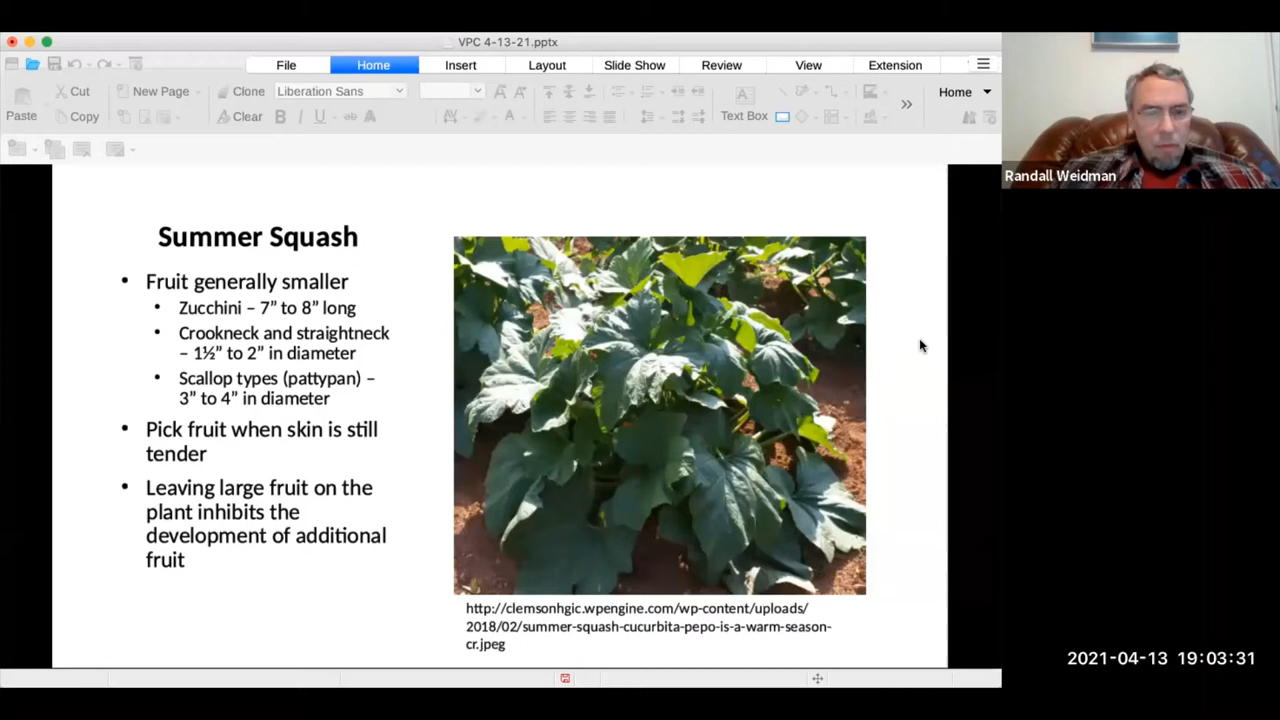 VPC 4-13-21.pptx
File Home Insert Layout Slide Show Review View Extension
Cut New Page Clone Liberation Sans Home
Paste Copy Clear B I U ab A Text Box
Randall Weidman
Summer Squash
• Fruit generally smaller
• Zucchini – 7” to 8” long
• Crookneck and straightneck
– 1½” to 2” in diameter
• Scallop types (pattypan) –
3” to 4” in diameter
• Pick fruit when skin is still
tender
• Leaving large fruit on the
plant inhibits the
development of additional
fruit
http://clemsonhgic.wpengine.com/wp-content/uploads/
2018/02/summer-squash-cucurbita-pepo-is-a-warm-season-
cr.jpeg
2021-04-13 19:03:31